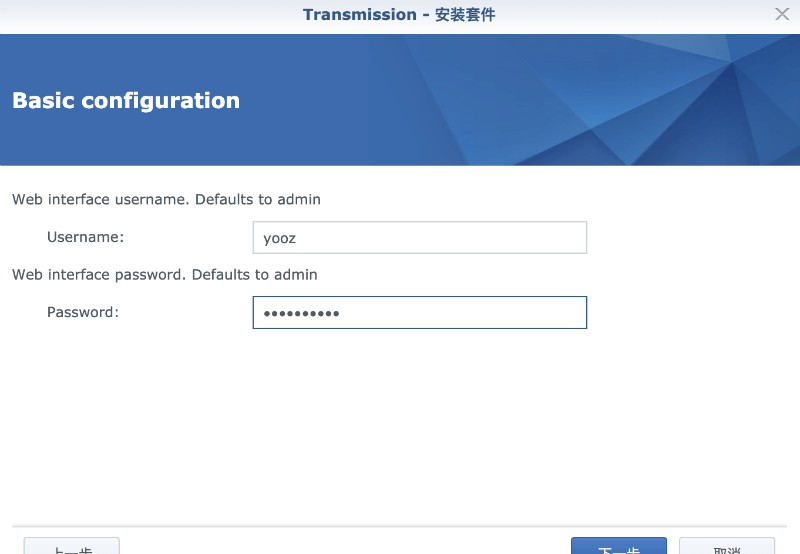 Transmission - 安装套件
Basic configuration
Web interface username. Defaults to admin
Username: yooz
Web interface password. Defaults to admin
Password: ••••••••••
上一步 下一步 取消